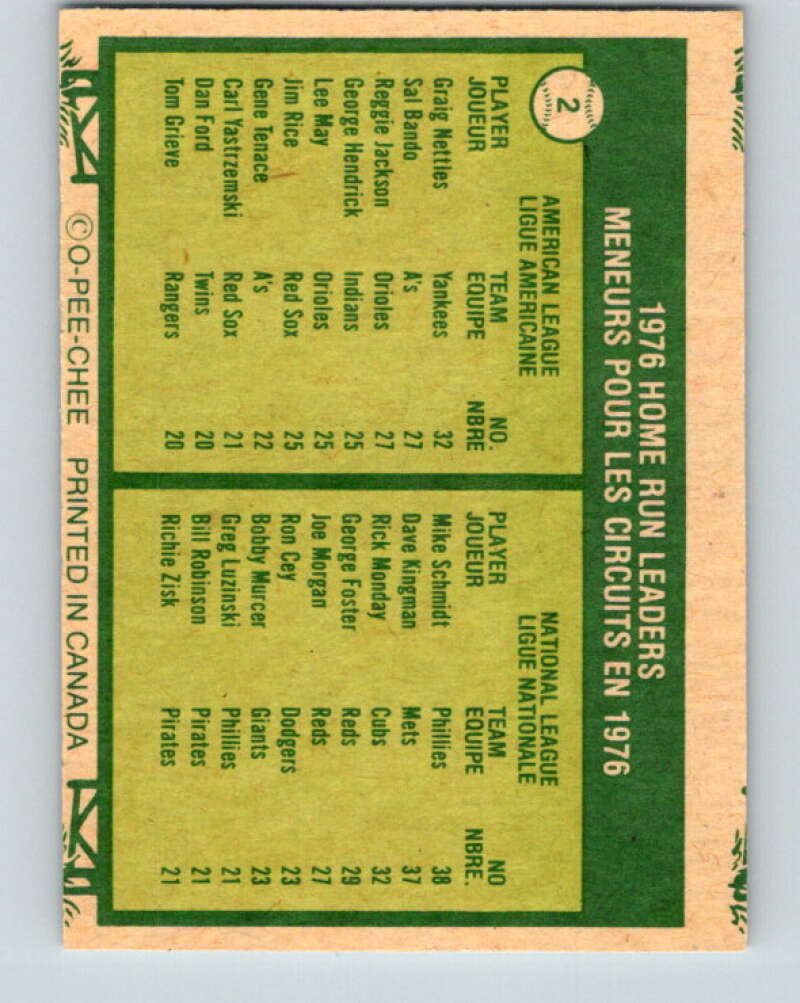 2
1976 HOME RUN LEADERS
MENEURS POUR LES CIRCUITS EN 1976
AMERICAN LEAGUE
LIGUE AMERICAINE
PLAYER TEAM NO.
JOUEUR EQUIPE NBRE
Graig Nettles Yankees 32
Sal Bando A's 27
Reggie Jackson Orioles 27
George Hendrick Indians 25
Lee May Orioles 25
Jim Rice Red Sox 25
Gene Tenace A's 22
Carl Yastrzemski Red Sox 21
Dan Ford Twins 20
Tom Grieve Rangers 20
NATIONAL LEAGUE
LIGUE NATIONALE
PLAYER TEAM NO
JOUEUR EQUIPE NBRE.
Mike Schmidt Phillies 38
Dave Kingman Mets 37
Rick Monday Cubs 32
George Foster Reds 29
Joe Morgan Reds 27
Ron Cey Dodgers 23
Bobby Murcer Giants 23
Greg Luzinski Phillies 21
Bill Robinson Pirates 21
Richie Zisk Pirates 21
©O-PEE-CHEE PRINTED IN CANADA